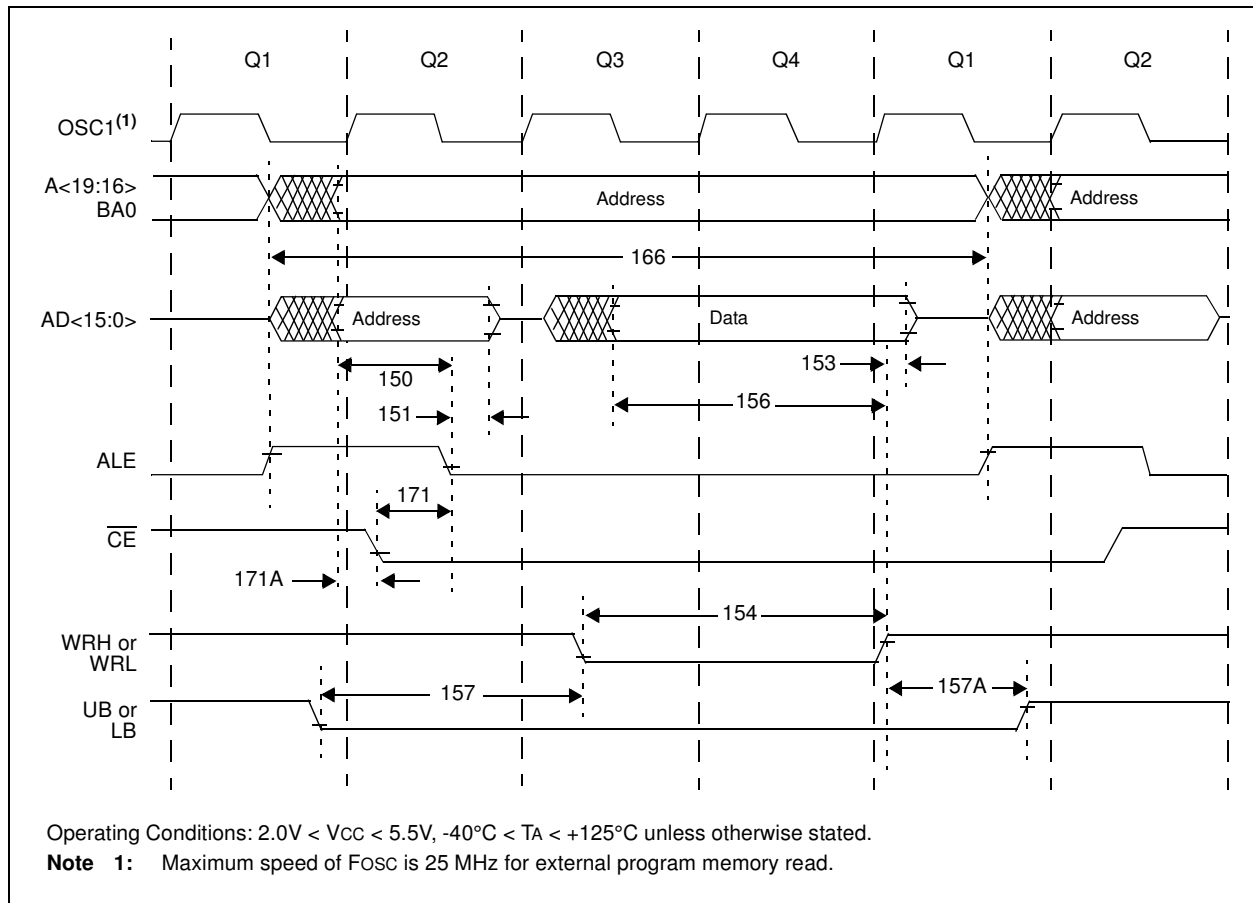 Q1 Q2 Q3 Q4 Q1 Q2
OSC1(1)
A<19:16>
BA0
Address Address
166
AD<15:0>
Address Data Address
150
153
151
156
ALE
171
CE
171A
154
WRH or
WRL
157
157A
UB or
LB
Operating Conditions: 2.0V < VCC < 5.5V, -40°C < TA < +125°C unless otherwise stated.
Note 1: Maximum speed of FOSC is 25 MHz for external program memory read.